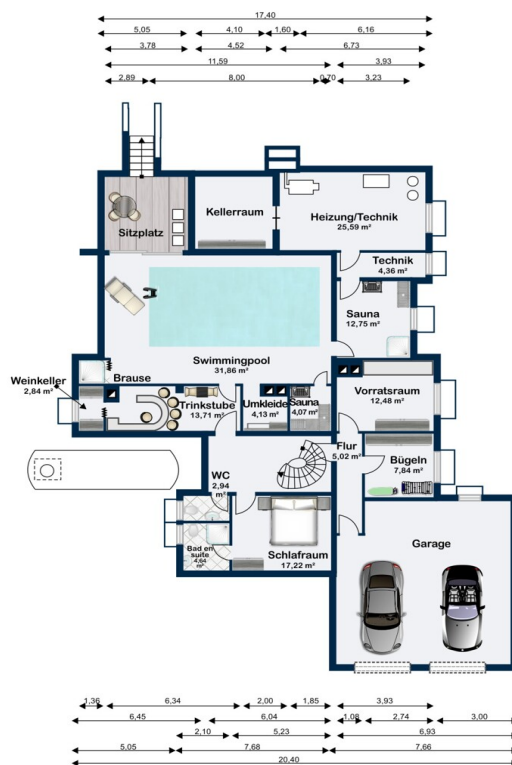 17,40
5,05 4,10 1,60 6,16
3,78 4,52 6,73
11,59 3,93
2,89 8,00 0,70 3,23
Kellerraum
Heizung/Technik
25,59 m²
Sitzplatz
Technik
4,36 m²
Sauna
12,75 m²
Swimmingpool
31,86 m²
Weinkeller
2,84 m²
Brause
Trinkstube
13,71 m²
Umkleide
4,13 m²
Sauna
4,07 m²
Vorratsraum
12,48 m²
Flur
5,02 m²
Bügeln
7,84 m²
WC
2,94 m²
Bad en
suite
4,64
m²
Schlafraum
17,22 m²
Garage
1,36 6,34 2,00 1,85 3,93
6,45 6,04 1,08 2,74 3,00
2,10 5,23 6,93
5,05 7,68 7,66
20,40